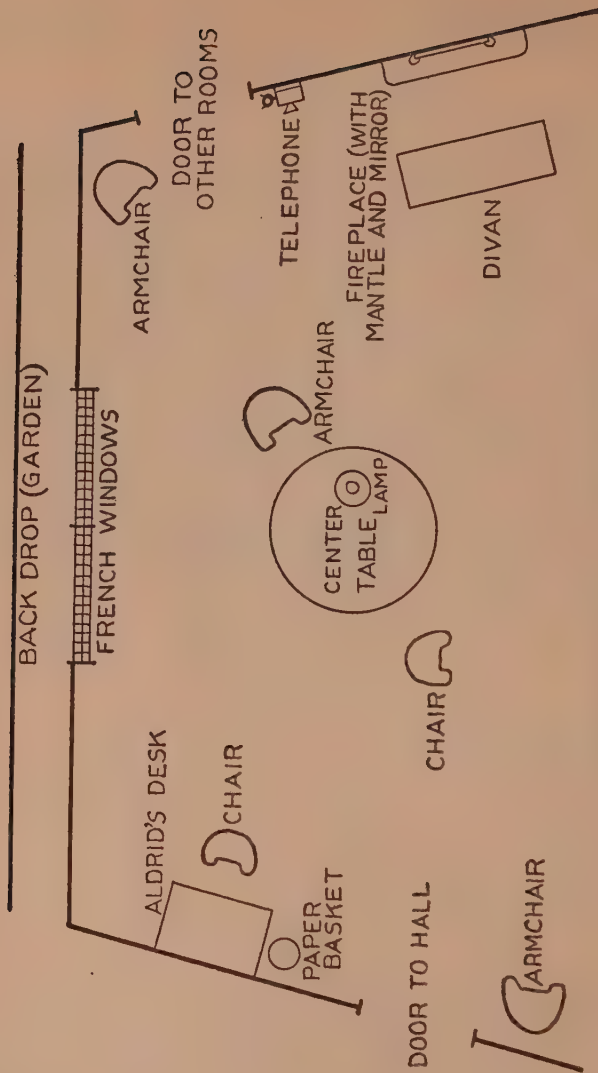 BACK DROP (GARDEN)
FRENCH WINDOWS
ARMCHAIR
DOOR TO
OTHER ROOMS
ALDRID'S DESK
CHAIR
PAPER
BASKET
ARMCHAIR
TELEPHONE
CENTER
TABLE
LAMP
FIREPLACE (WITH
MANTLE AND MIRROR)
DIVAN
CHAIR
DOOR TO HALL
ARMCHAIR